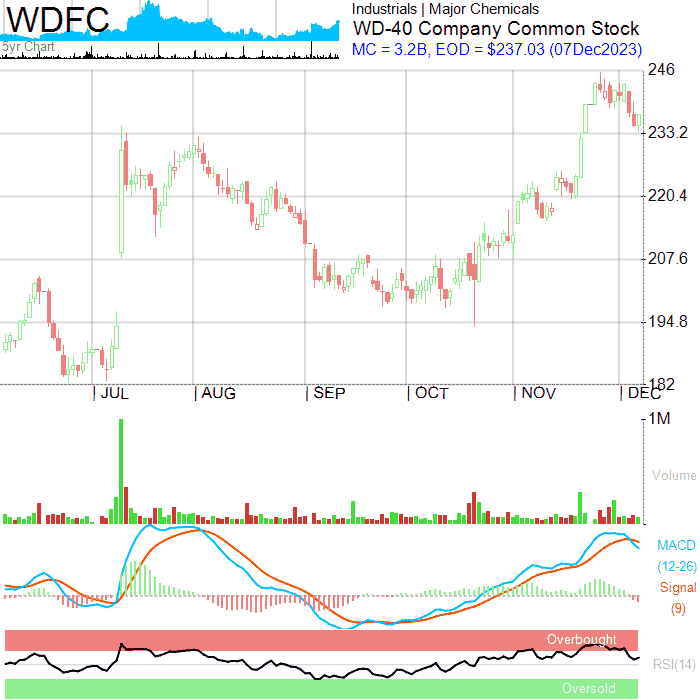 WDFC
5yr Chart
Industrials | Major Chemicals
WD-40 Company Common Stock
MC = 3.2B, EOD = $237.03 (07Dec2023)
246
233.2
220.4
207.6
194.8
182
JUL
AUG
SEP
OCT
NOV
DEC
1M
Volume
MACD
(12-26)
Signal
(9)
Overbought
RSI(14)
Oversold